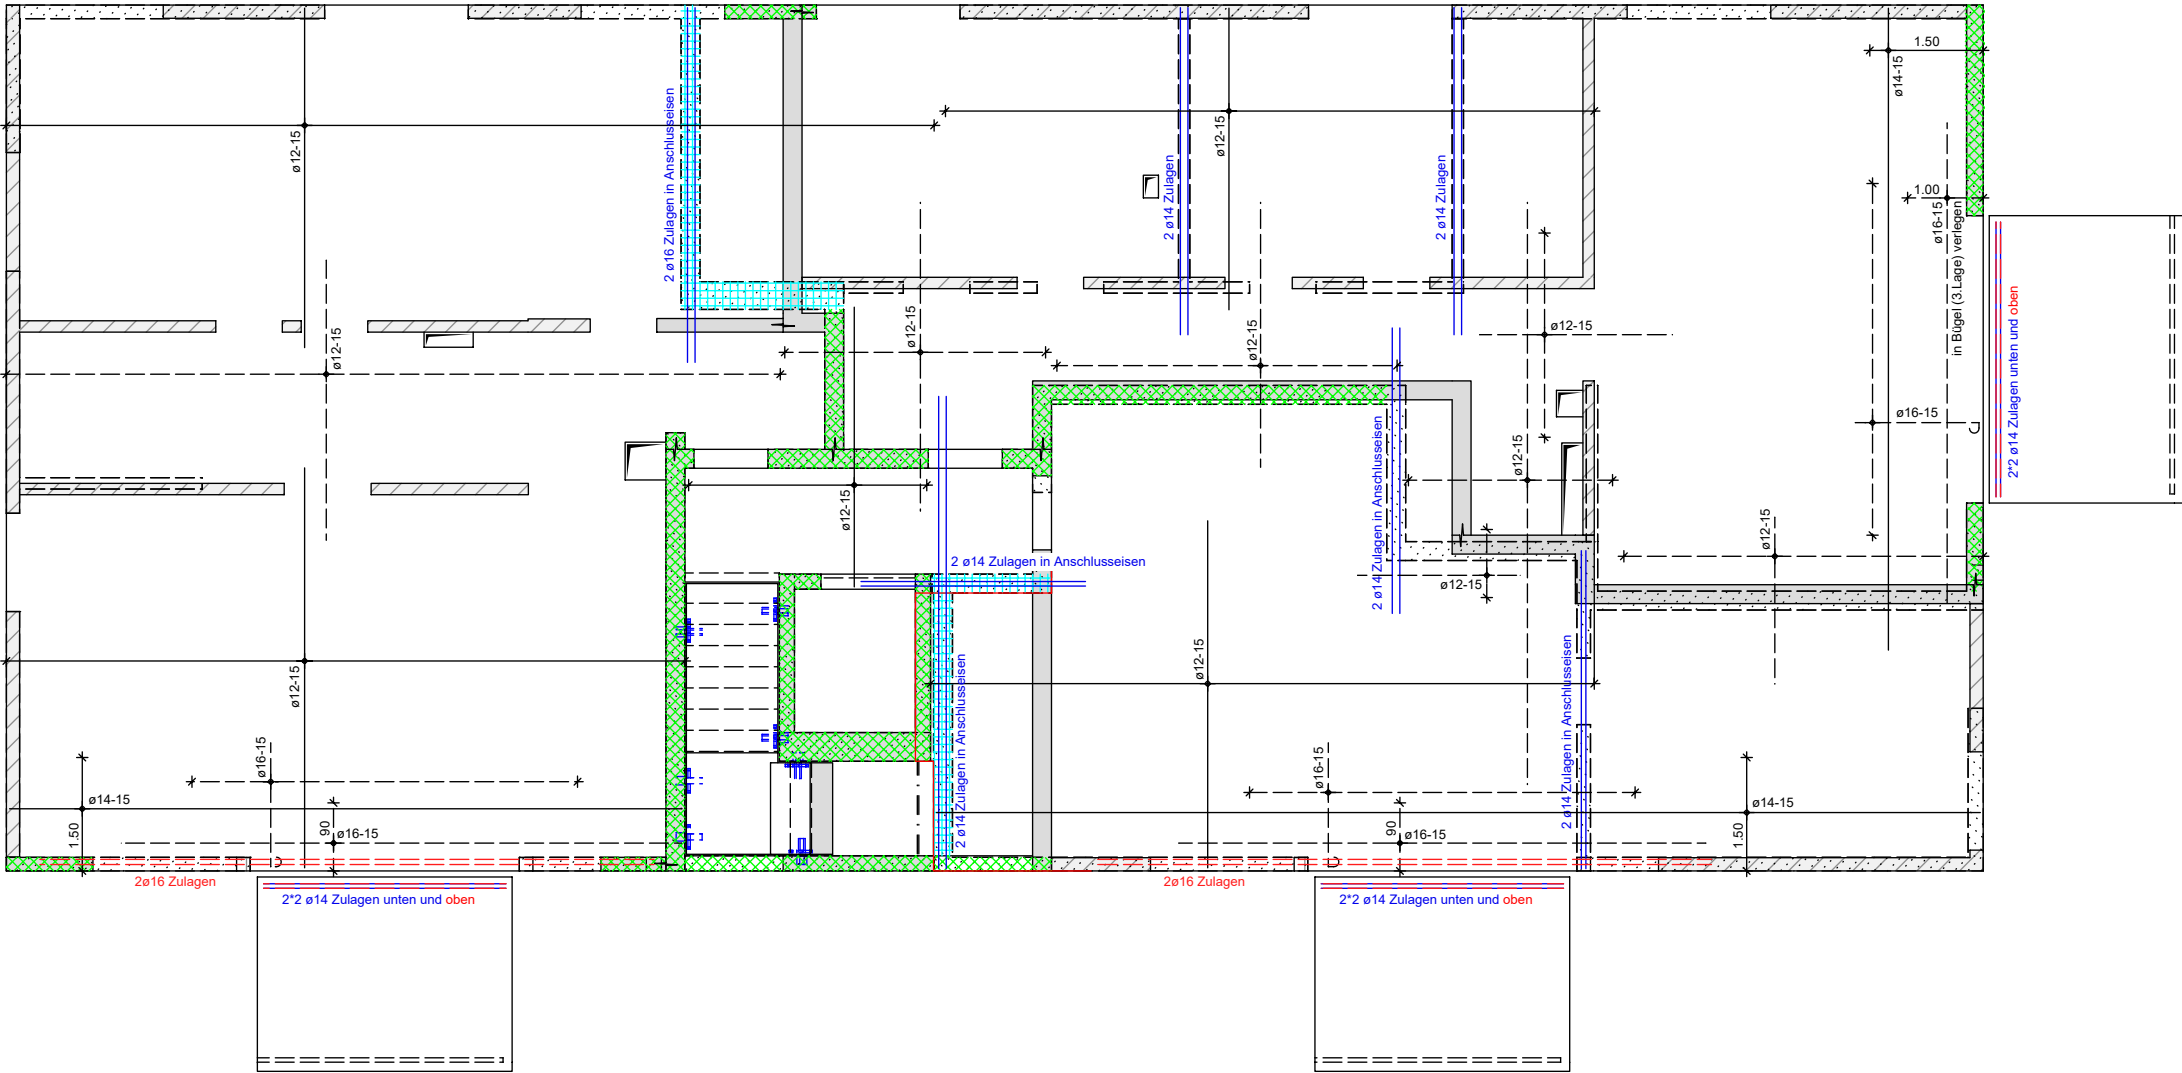 1.50
ø14-15
ø12-15
2 ø16 Zulagen in Anschlusseisen
ø12-15
2 ø14 Zulagen
2 ø14 Zulagen
1.00
ø16-15
in Bügel (3.Lage) verlegen
2*2 ø14 Zulagen unten und oben
ø12-15
ø12-15
ø12-15
ø12-15
ø16-15
2 ø14 Zulagen in Anschlusseisen
ø12-15
ø12-15
ø12-15
2 ø14 Zulagen in Anschlusseisen
ø12-15
ø12-15
ø12-15
2 ø14 Zulagen in Anschlusseisen
2 ø14 Zulagen in Anschlusseisen
ø16-15
ø16-15
ø14-15
ø14-15
1.50
90
ø16-15
90
ø16-15
1.50
2ø16 Zulagen
2ø16 Zulagen
2*2 ø14 Zulagen unten und oben
2*2 ø14 Zulagen unten und oben